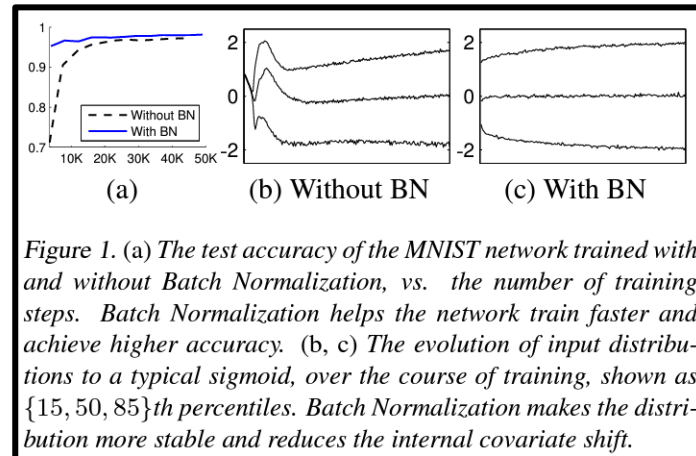 1
0.9
0.8
0.7
10K 20K 30K 40K 50K
Without BN
With BN
2
0
-2
2
0
-2
(a) (b) Without BN (c) With BN
Figure 1. (a) The test accuracy of the MNIST network trained with
and without Batch Normalization, vs. the number of training
steps. Batch Normalization helps the network train faster and
achieve higher accuracy. (b, c) The evolution of input distribu-
tions to a typical sigmoid, over the course of training, shown as
{15, 50, 85}th percentiles. Batch Normalization makes the distri-
bution more stable and reduces the internal covariate shift.